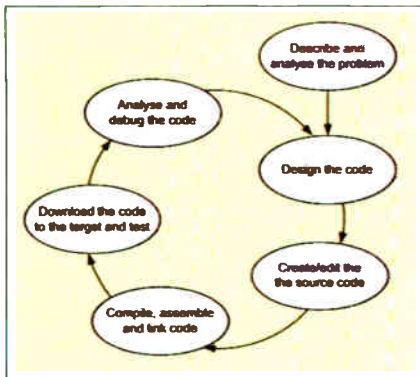 Describe and
analyse the problem
Design the code
Create/edit the
the source code
Compile, assemble
and link code
Download the code
to the target and test
Analyse and
debug the code